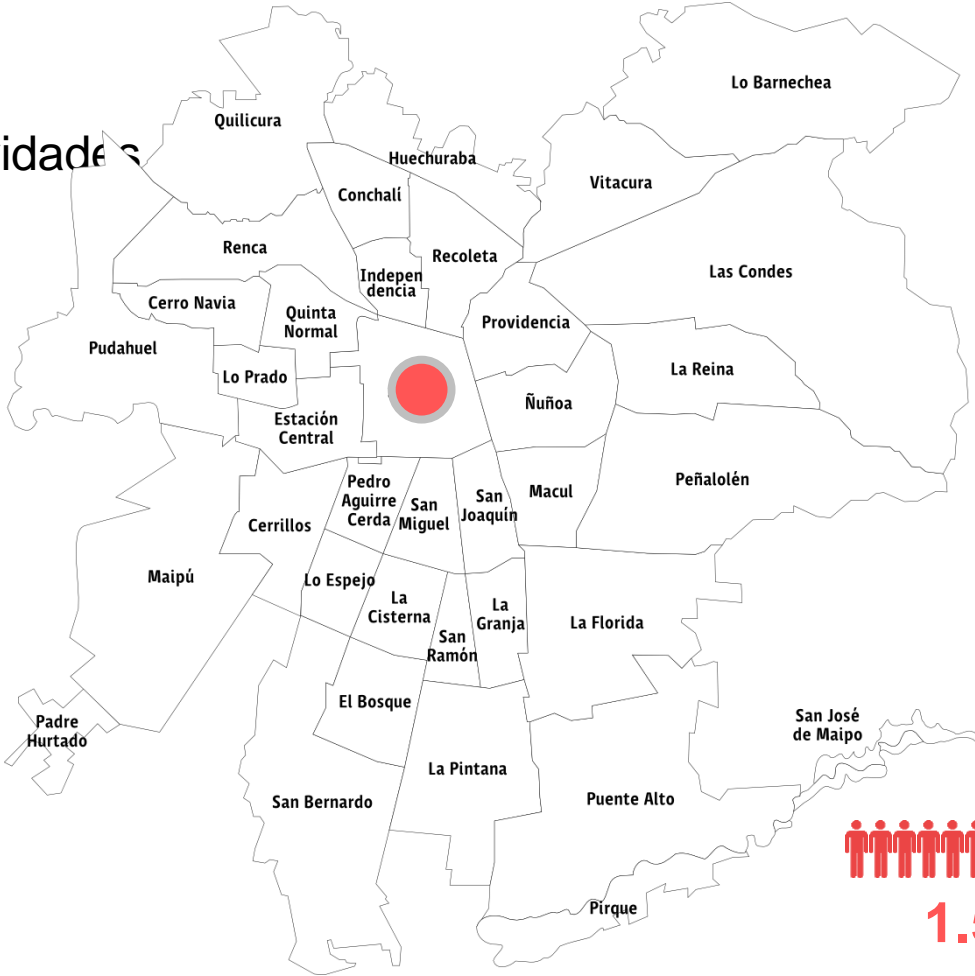 Lo Barnechea
Quilicura
idades
Huechuraba
Vitacura
Conchalí
Renca
Recoleta
Indepen
dencia
Las Condes
Cerro Navia
Quinta
Normal
Providencia
Pudahuel
La Reina
Lo Prado
Ñuñoa
Estación
Central
Peñalolén
Pedro
Aguirre
Cerda
San
Miguel
San
Joaquín
Macul
Cerrillos
Maipú
Lo Espejo
La
Cisterna
La
Granja
La Florida
San
Ramón
El Bosque
Padre
Hurtado
San José
de Maipo
La Pintana
San Bernardo
Puente Alto
Pirque
1.